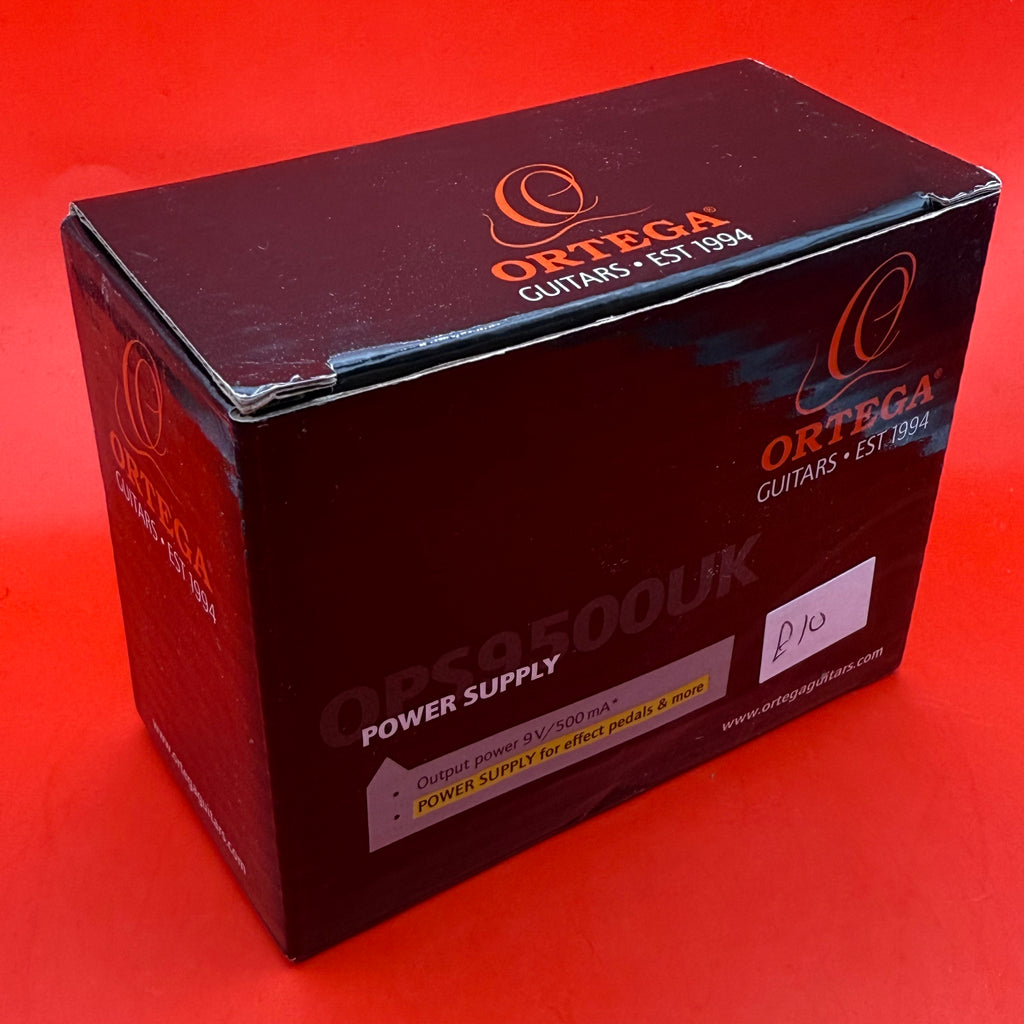 ORTEGA®
GUITARS • EST 1994
ORTEGA®
GUITARS • EST 1994
ORTEGA®
GUITARS • EST 1994
OPS9500UK
POWER SUPPLY
• Output power 9V/500 mA*
• POWER SUPPLY for effect pedals & more
£10
www.ortegaguitars.com
www.ortegaguitars.com